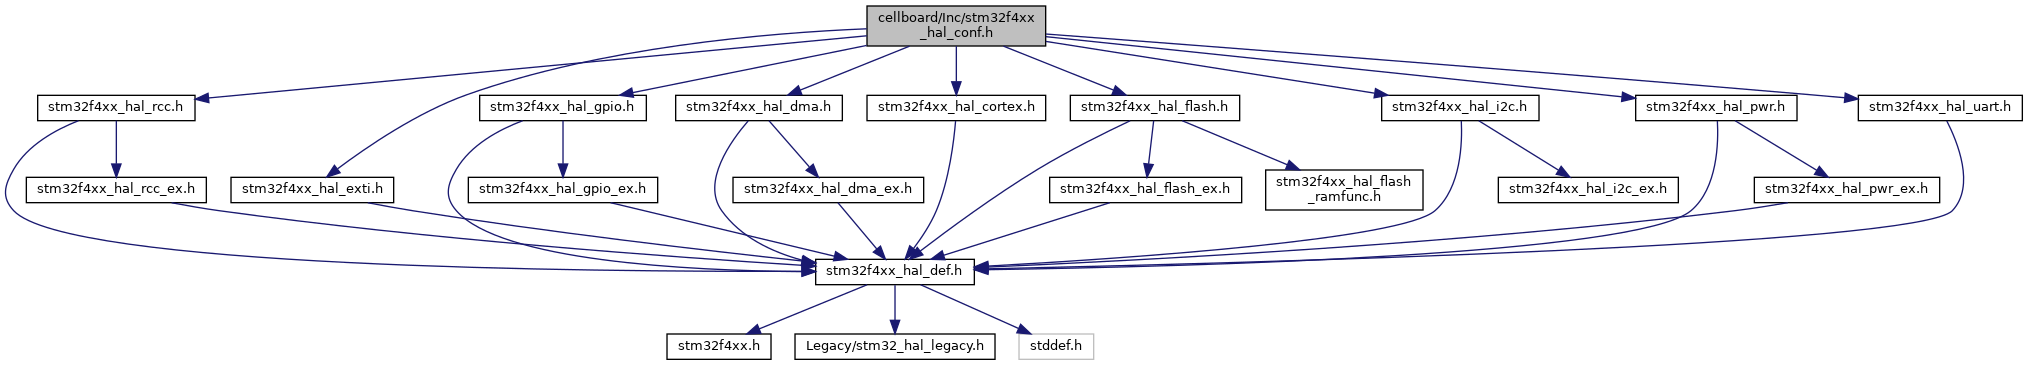 cellboard/Inc/stm32f4xx
_hal_conf.h
stm32f4xx_hal_rcc.h
stm32f4xx_hal_gpio.h
stm32f4xx_hal_dma.h
stm32f4xx_hal_cortex.h
stm32f4xx_hal_flash.h
stm32f4xx_hal_i2c.h
stm32f4xx_hal_pwr.h
stm32f4xx_hal_uart.h
stm32f4xx_hal_rcc_ex.h
stm32f4xx_hal_exti.h
stm32f4xx_hal_gpio_ex.h
stm32f4xx_hal_dma_ex.h
stm32f4xx_hal_flash_ex.h
stm32f4xx_hal_flash
_ramfunc.h
stm32f4xx_hal_i2c_ex.h
stm32f4xx_hal_pwr_ex.h
stm32f4xx_hal_def.h
stm32f4xx.h
Legacy/stm32_hal_legacy.h
stddef.h